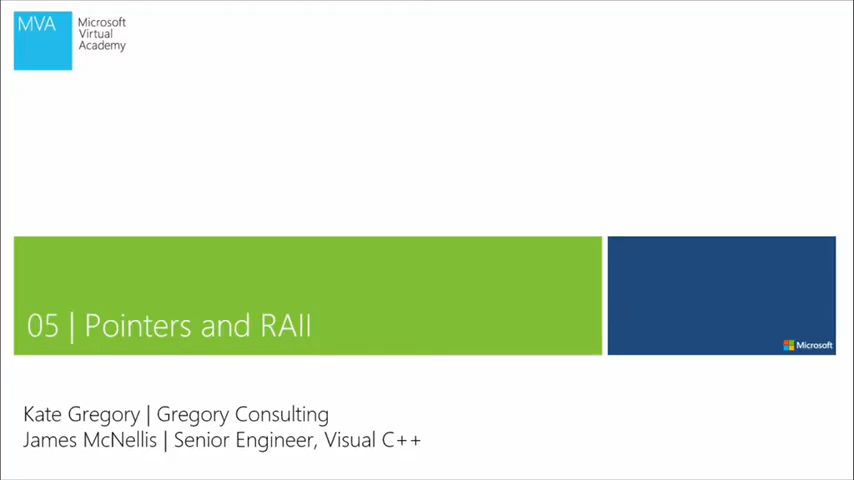 MVA
Microsoft
Virtual
Academy
05 | Pointers and RAII
Microsoft
Kate Gregory | Gregory Consulting
James McNellis | Senior Engineer, Visual C++